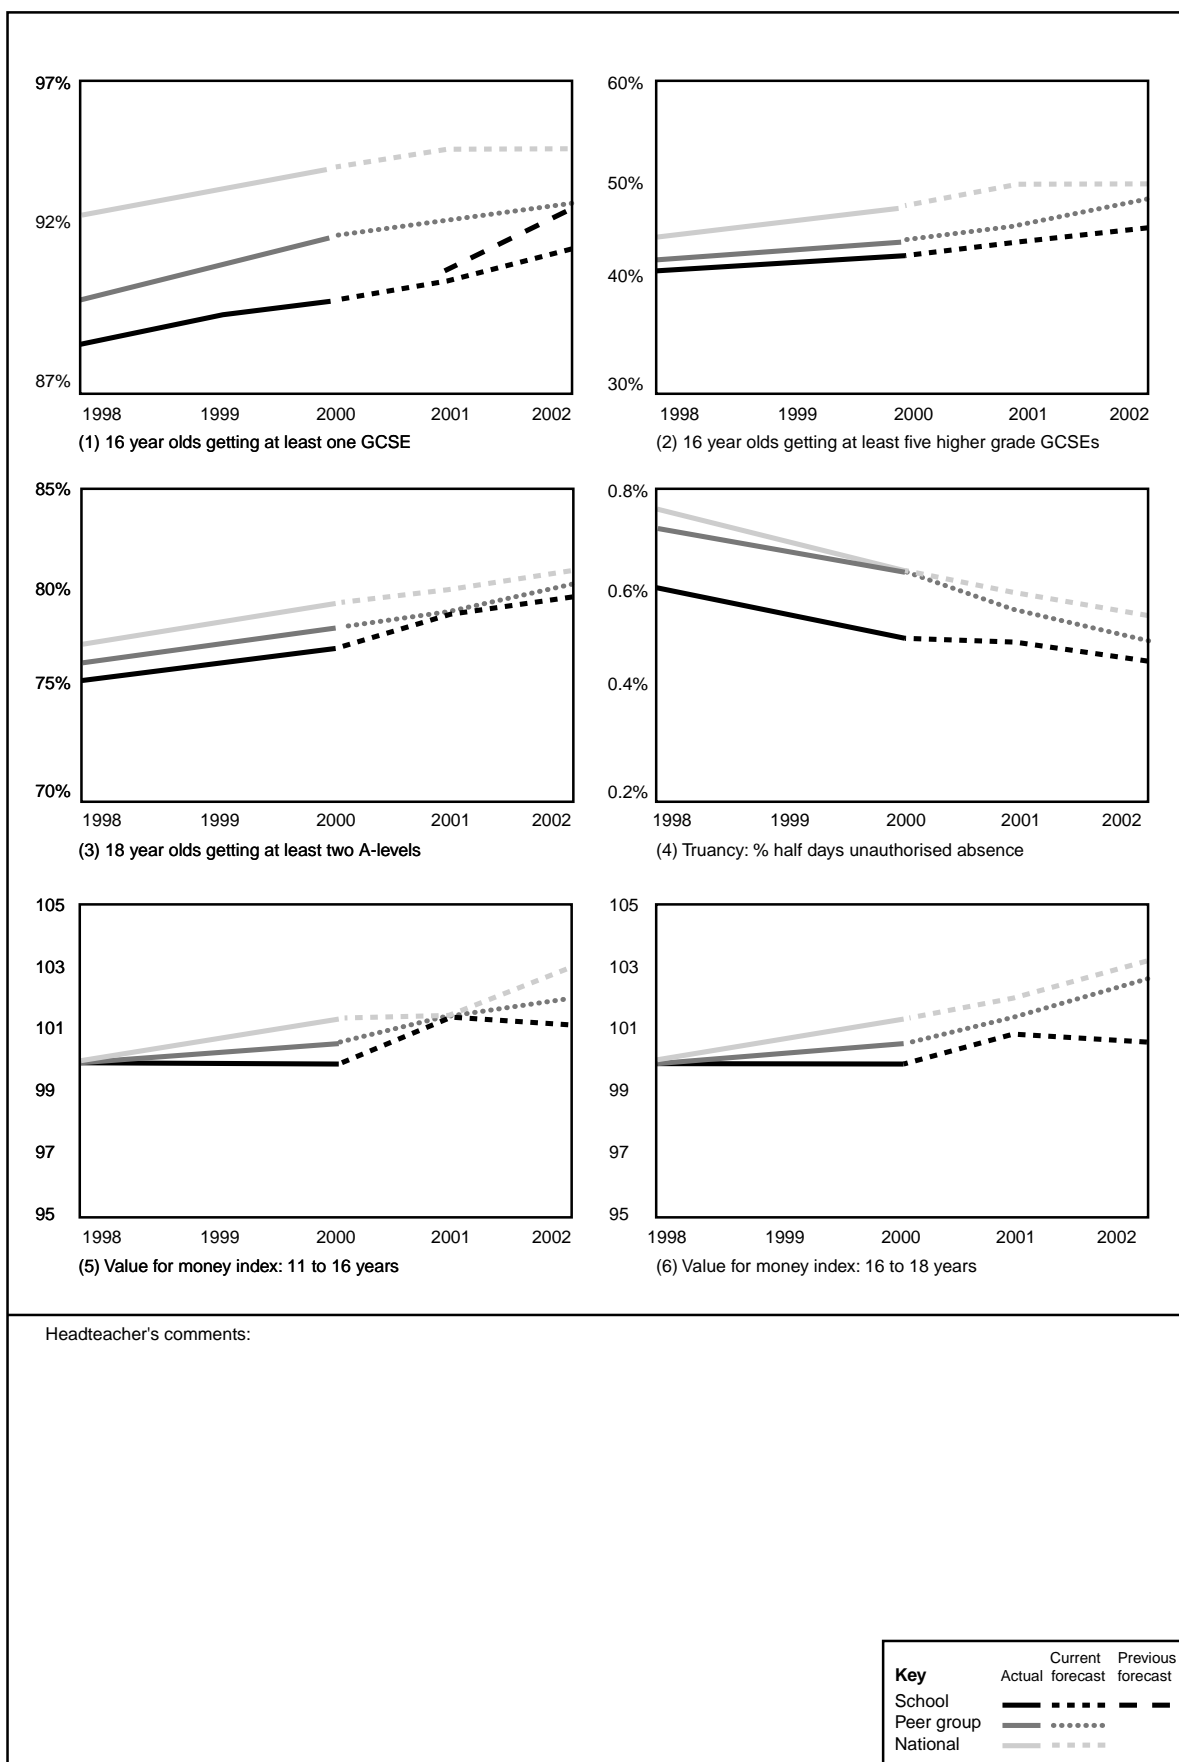 97%
92%
87%
1998 1999 2000 2001 2002
(1) 16 year olds getting at least one GCSE
60%
50%
40%
30%
1998 1999 2000 2001 2002
(2) 16 year olds getting at least five higher grade GCSEs
85%
80%
75%
70%
1998 1999 2000 2001 2002
(3) 18 year olds getting at least two A-levels
0.8%
0.6%
0.4%
0.2%
1998 1999 2000 2001 2002
(4) Truancy: % half days unauthorised absence
105
103
101
99
97
95
1998 1999 2000 2001 2002
(5) Value for money index: 11 to 16 years
105
103
101
99
97
95
1998 1999 2000 2001 2002
(6) Value for money index: 16 to 18 years
Headteacher's comments:
Current Previous
Key Actual forecast forecast
School
Peer group
National